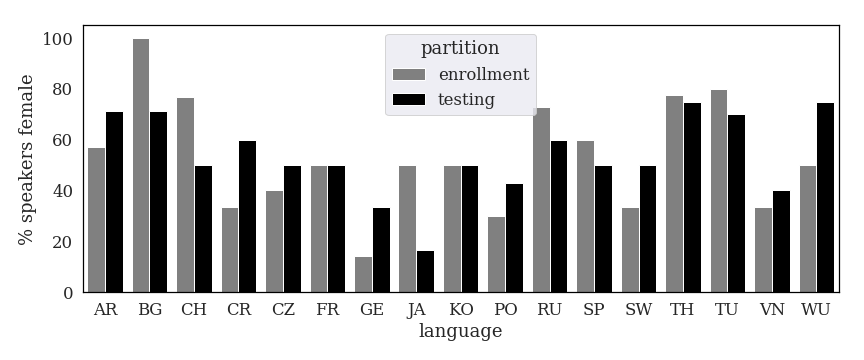 100
80
60
40
20
0
% speakers female
partition
enrollment
testing
AR BG CH CR CZ FR GE JA KO PO RU SP SW TH TU VN WU
language